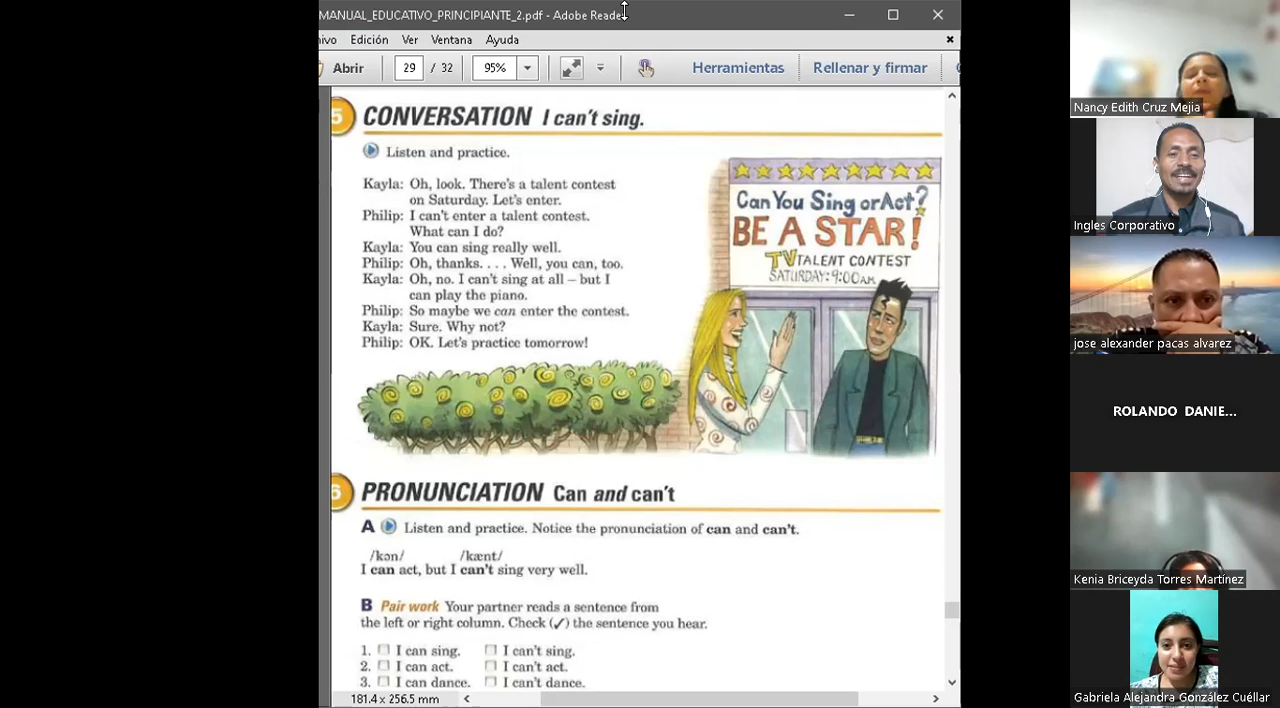 MANUAL_EDUCATIVO_PRINCIPIANTE_2.pdf - Adobe Reader
ivo Edición Ver Ventana Ayuda
Abrir 29 / 32 95% Herramientas Rellenar y firmar
5 CONVERSATION I can't sing.
Listen and practice.
Kayla: Oh, look. There's a talent contest
on Saturday. Let's enter.
Philip: I can't enter a talent contest.
What can I do?
Kayla: You can sing really well.
Philip: Oh, thanks. . . . Well, you can, too.
Kayla: Oh, no. I can't sing at all – but I
can play the piano.
Philip: So maybe we can enter the contest.
Kayla: Sure. Why not?
Philip: OK. Let's practice tomorrow!
Can You Sing or Act?
BE A STAR!
TV TALENT CONTEST
SATURDAY: 9:00 AM
6 PRONUNCIATION Can and can't
A Listen and practice. Notice the pronunciation of can and can't.
/kən/ /kænt/
I can act, but I can't sing very well.
B Pair work Your partner reads a sentence from
the left or right column. Check (✓) the sentence you hear.
1. I can sing. I can't sing.
2. I can act. I can't act.
3. I can dance. I can't dance.
181.4 x 256.5 mm
Nancy Edith Cruz Mejia
Ingles Corporativo
jose alexander pacas alvarez
ROLANDO DANIE...
Kenia Briceyda Torres Martínez
Gabriela Alejandra González Cuéllar